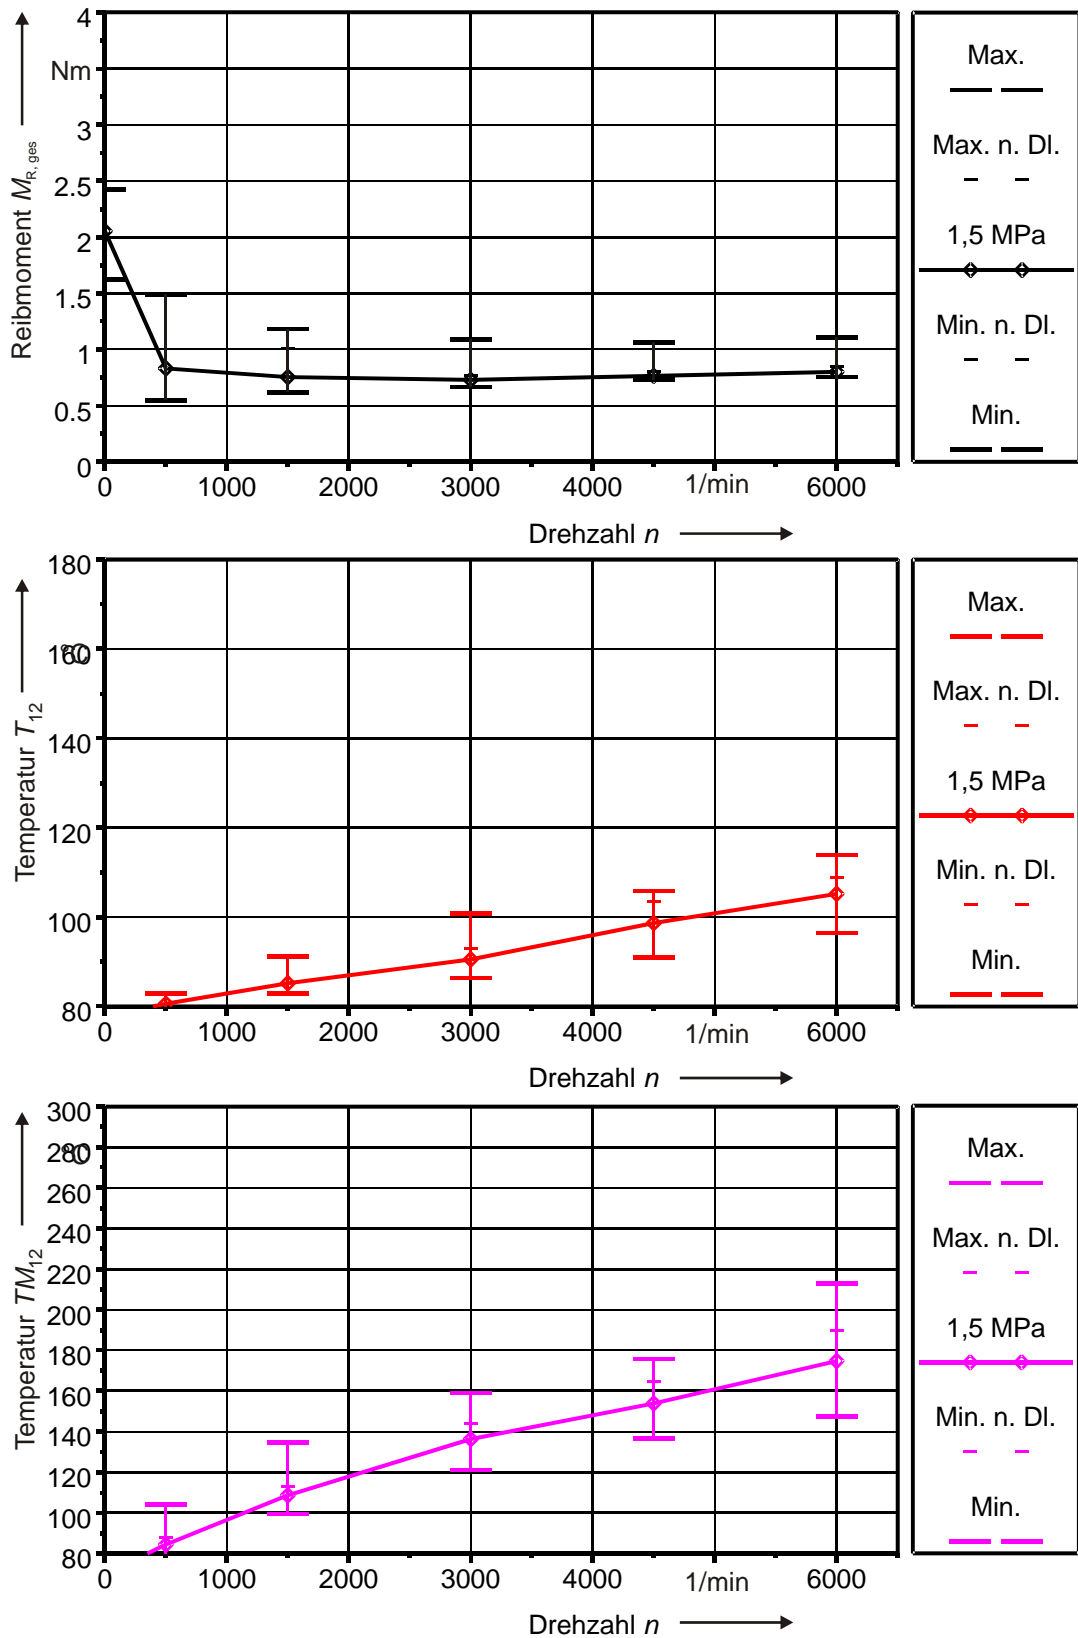 4
Nm
3
2.5
2
1.5
1
0.5
0
Reibmoment M_R, ges
0 1000 2000 3000 4000 1/min 6000
Drehzahl n
Max.
Max. n. Dl.
1,5 MPa
Min. n. Dl.
Min.
180
160
°C
140
120
100
80
Temperatur T_12
0 1000 2000 3000 4000 1/min 6000
Drehzahl n
Max.
Max. n. Dl.
1,5 MPa
Min. n. Dl.
Min.
300
280
°C
260
240
220
200
180
160
140
120
100
80
Temperatur TM_12
0 1000 2000 3000 4000 1/min 6000
Drehzahl n
Max.
Max. n. Dl.
1,5 MPa
Min. n. Dl.
Min.